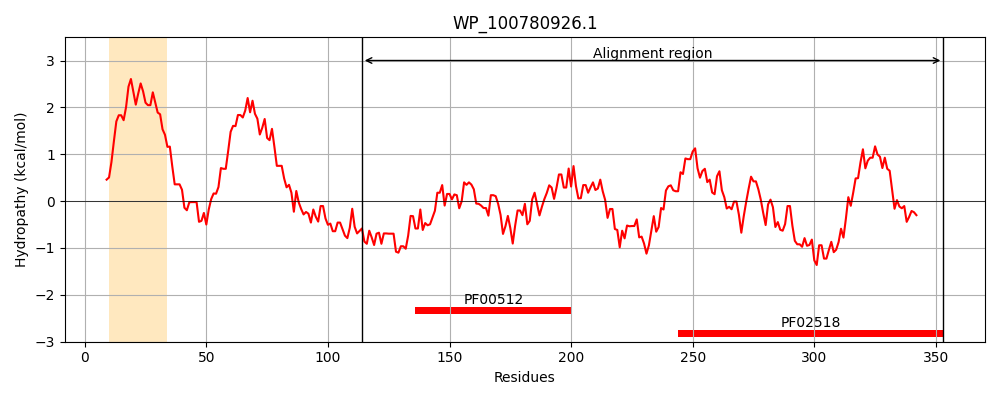 WP_100780926.1
Hydropathy (kcal/mol)
3
2
1
0
−1
−2
−3
Alignment region
PF00512
PF02518
0 50 100 150 200 250 300 350
Residues